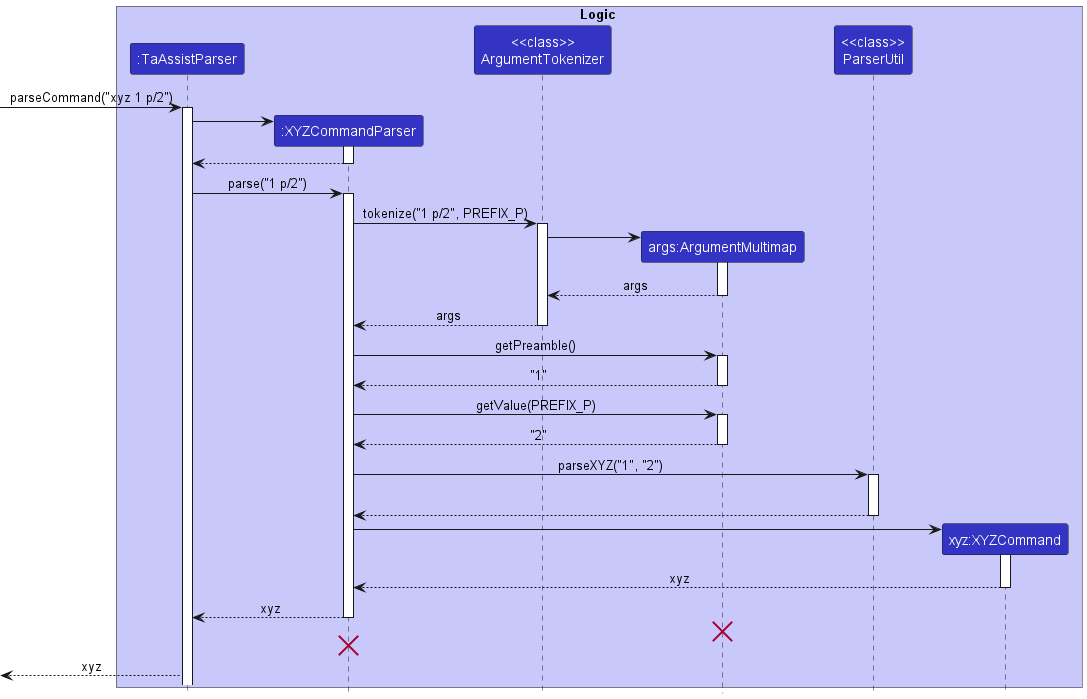 Logic
:TaAssistParser
<<class>>
ArgumentTokenizer
<<class>>
ParserUtil
parseCommand("xyz 1 p/2")
:XYZCommandParser
parse("1 p/2")
tokenize("1 p/2", PREFIX_P)
args:ArgumentMultimap
args
args
getPreamble()
"1"
getValue(PREFIX_P)
"2"
parseXYZ("1", "2")
xyz:XYZCommand
xyz
xyz
xyz